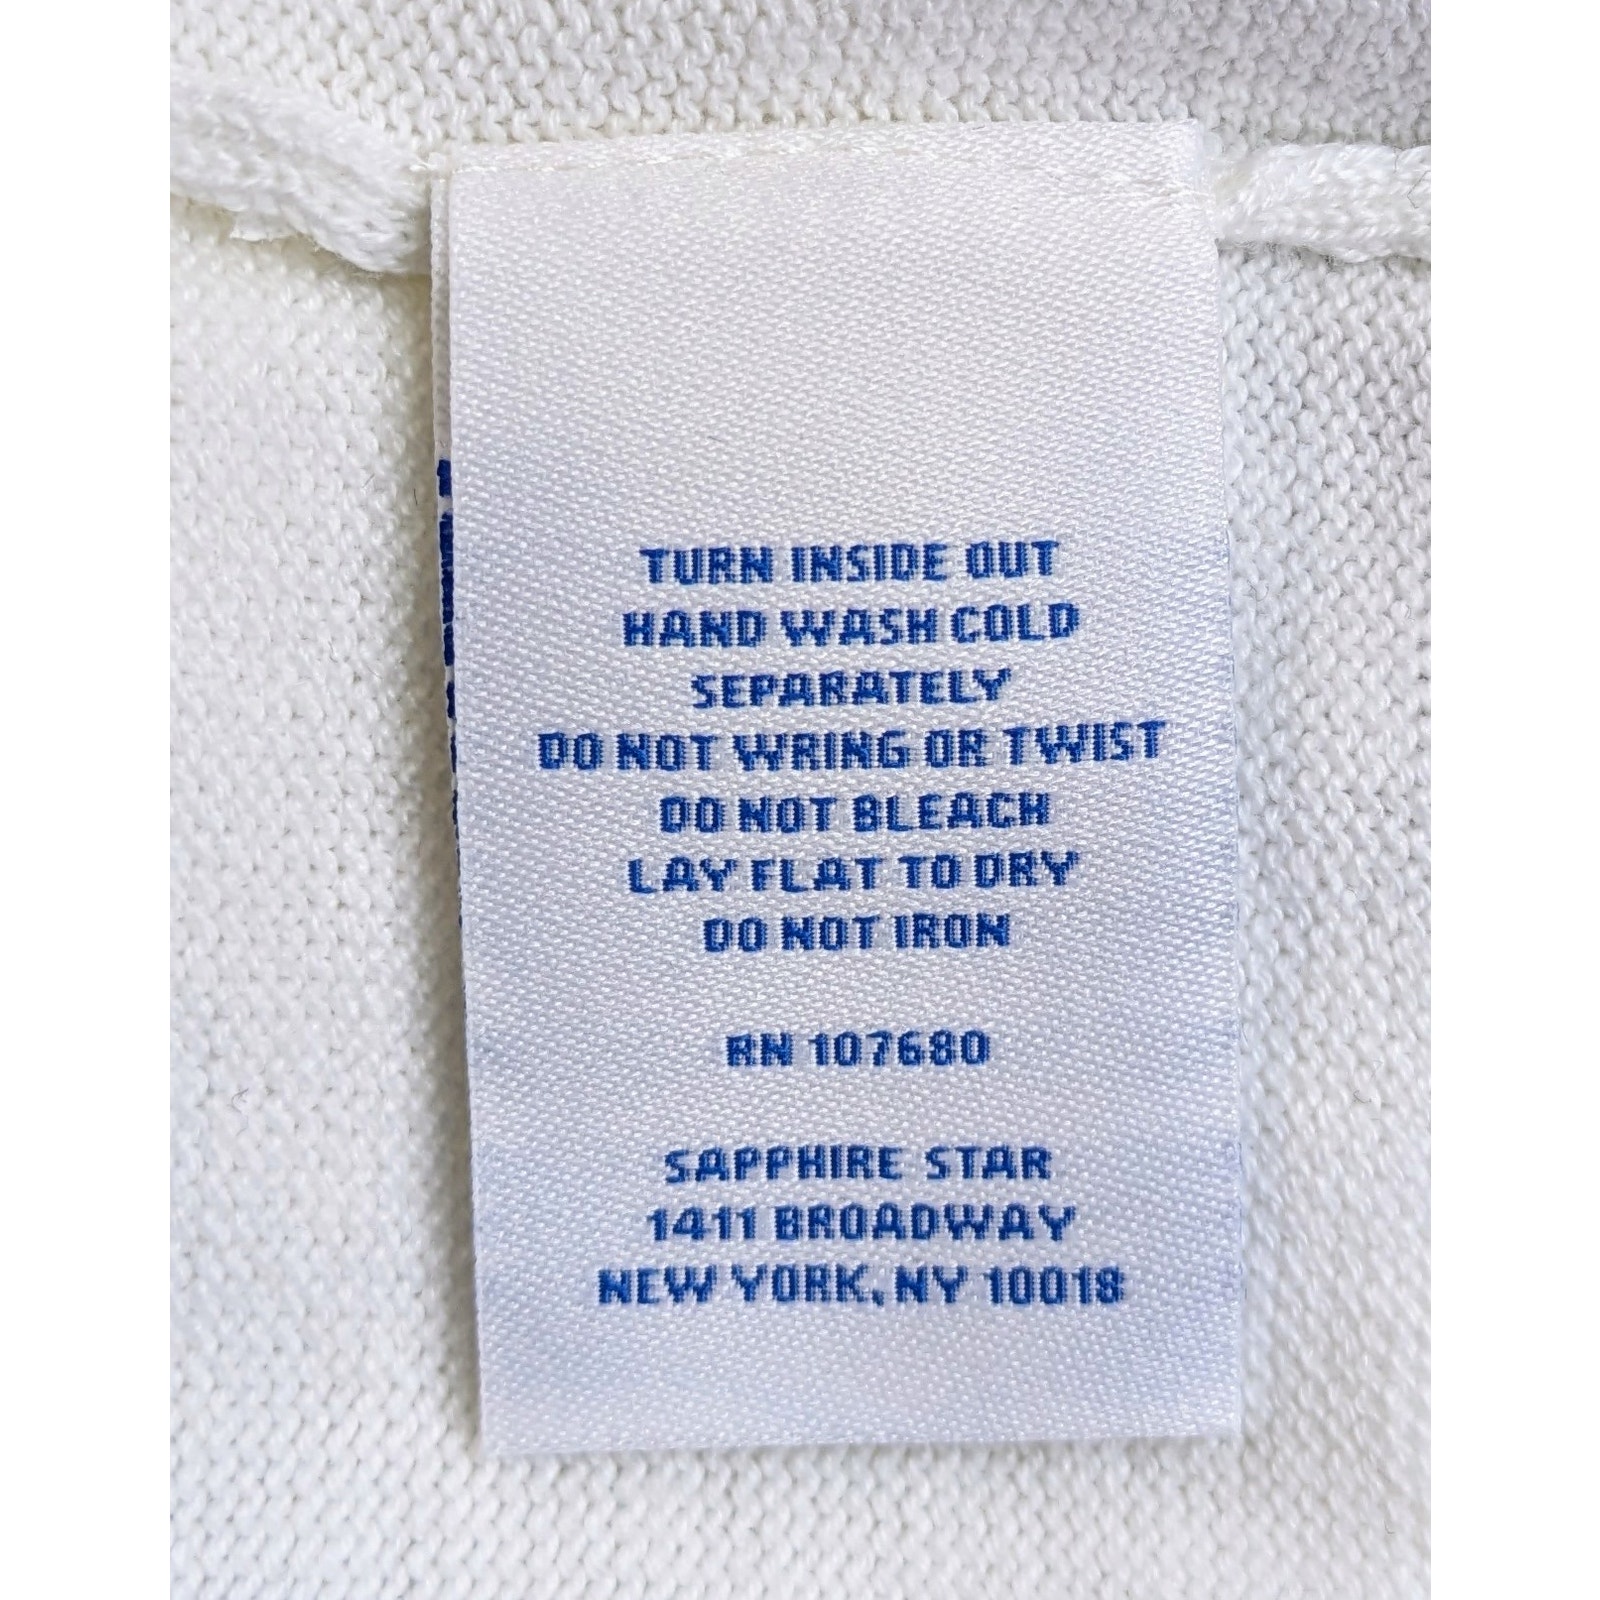 TURN INSIDE OUT
HAND WASH COLD
SEPARATELY
DO NOT WRING OR TWIST
DO NOT BLEACH
LAY FLAT TO DRY
DO NOT IRON
RN 107680
SAPPHIRE STAR
1411 BROADWAY
NEW YORK, NY 10018